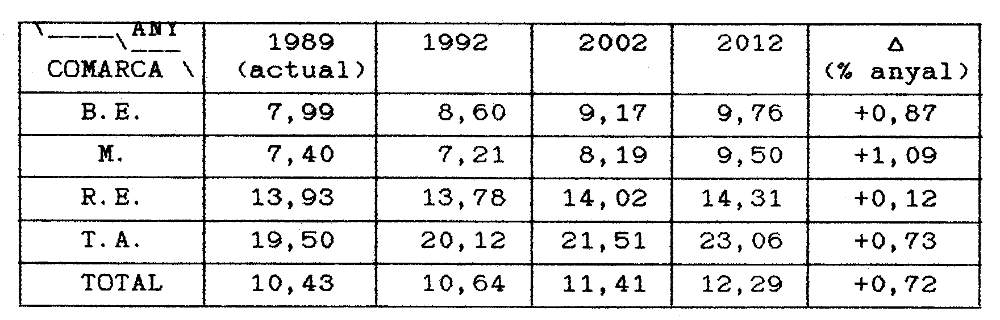 \____\ANY 1989 1992 2002 2012 Δ
COMARCA \ (actual) (% anyal)
B.E. 7,99 8,60 9,17 9,76 +0,87
M. 7,40 7,21 8,19 9,50 +1,09
R.E. 13,93 13,78 14,02 14,31 +0,12
T.A. 19,50 20,12 21,51 23,06 +0,73
TOTAL 10,43 10,64 11,41 12,29 +0,72